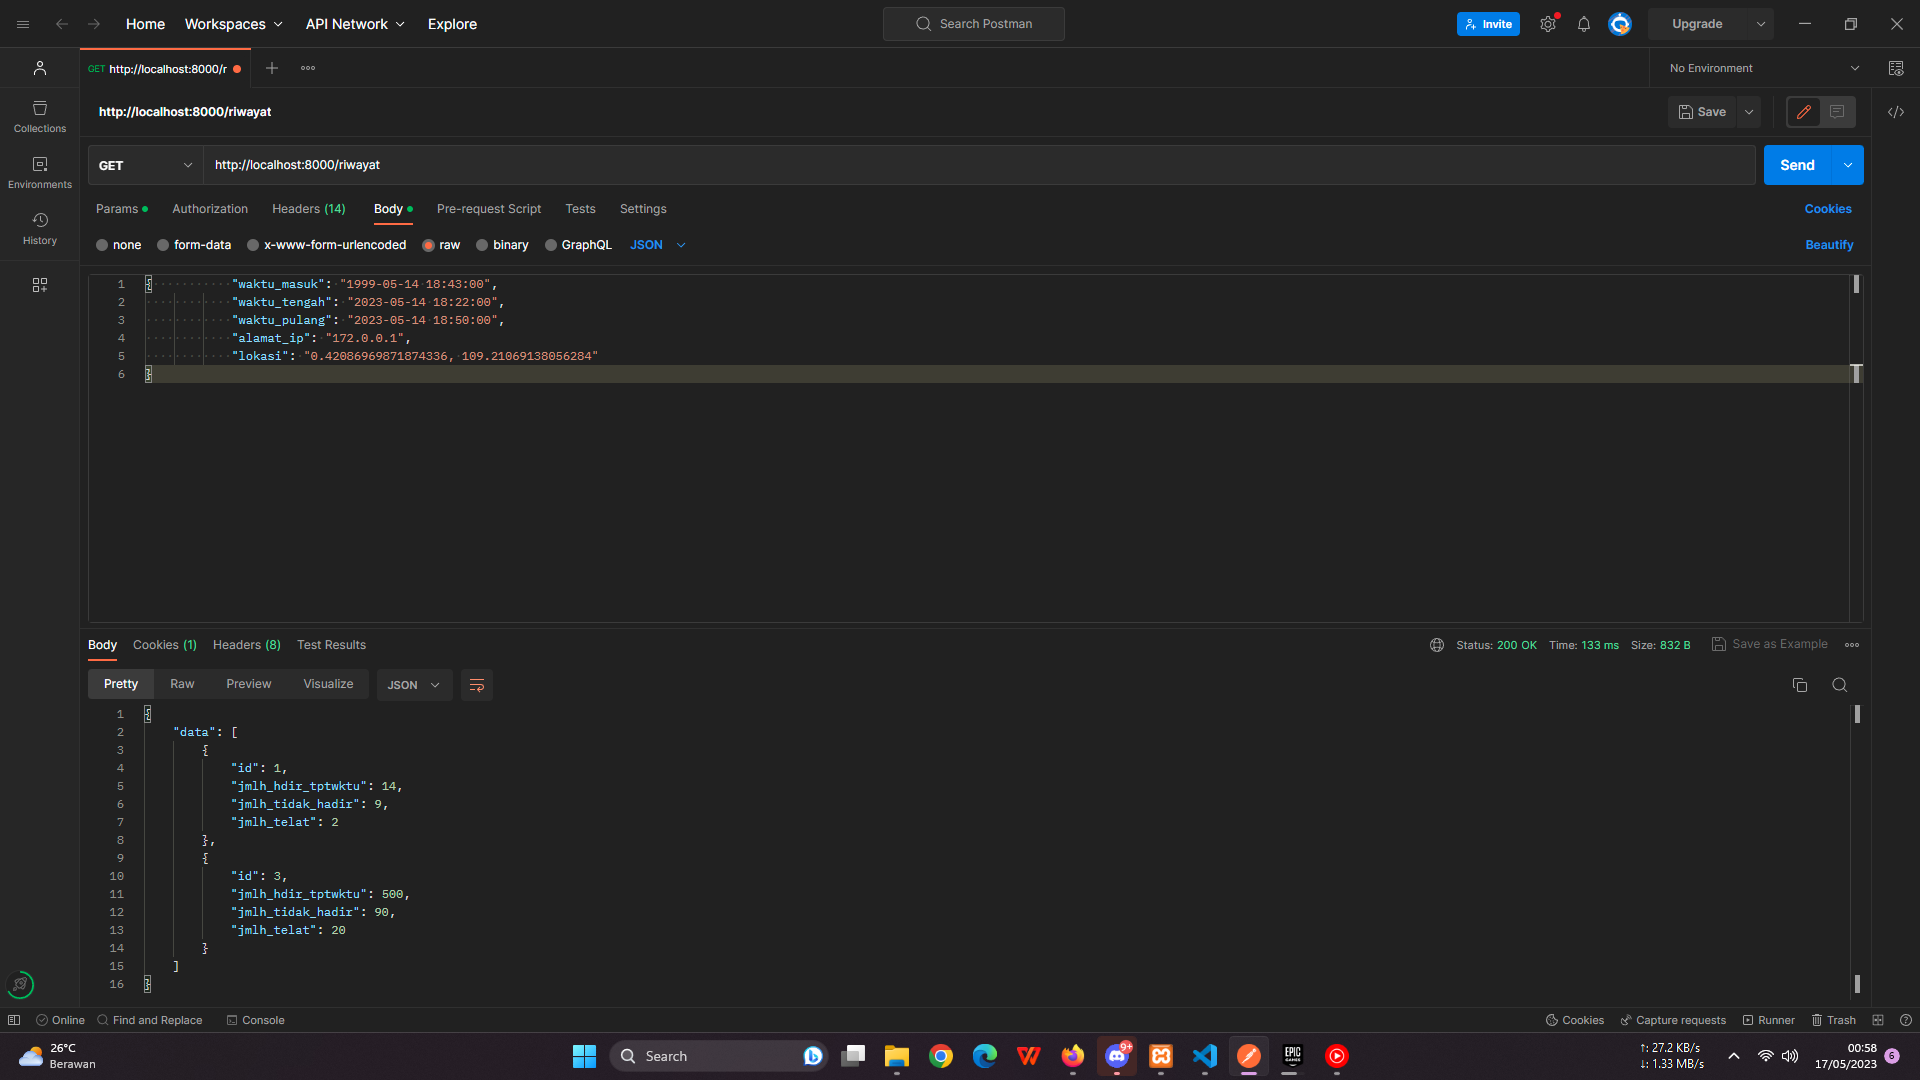 Home
Workspaces
API Network
Explore
Search Postman
Invite
Upgrade
GET http://localhost:8000/r
No Environment
http://localhost:8000/riwayat
Save
Collections
Environments
History
GET
http://localhost:8000/riwayat
Send
Params
Authorization
Headers (14)
Body
Pre-request Script
Tests
Settings
Cookies
none
form-data
x-www-form-urlencoded
raw
binary
GraphQL
JSON
Beautify
1 { "waktu_masuk": "1999-05-14 18:43:00",
2 "waktu_tengah": "2023-05-14 18:22:00",
3 "waktu_pulang": "2023-05-14 18:50:00",
4 "alamat_ip": "172.0.0.1",
5 "lokasi": "0.42086969871874336, 109.21069138056284"
6 }
Body
Cookies (1)
Headers (8)
Test Results
Status: 200 OK
Time: 133 ms
Size: 832 B
Save as Example
Pretty
Raw
Preview
Visualize
JSON
1 {
2 "data": [
3 {
4 "id": 1,
5 "jmlh_hdir_tptwktu": 14,
6 "jmlh_tidak_hadir": 9,
7 "jmlh_telat": 2
8 },
9 {
10 "id": 3,
11 "jmlh_hdir_tptwktu": 500,
12 "jmlh_tidak_hadir": 90,
13 "jmlh_telat": 20
14 }
15 ]
16 }
Online
Find and Replace
Console
Cookies
Capture requests
Runner
Trash
26°C
Berawan
Search
9+
EPIC
GAMES
↑: 27.2 KB/s
↓: 1.33 MB/s
00:58
17/05/2023
6